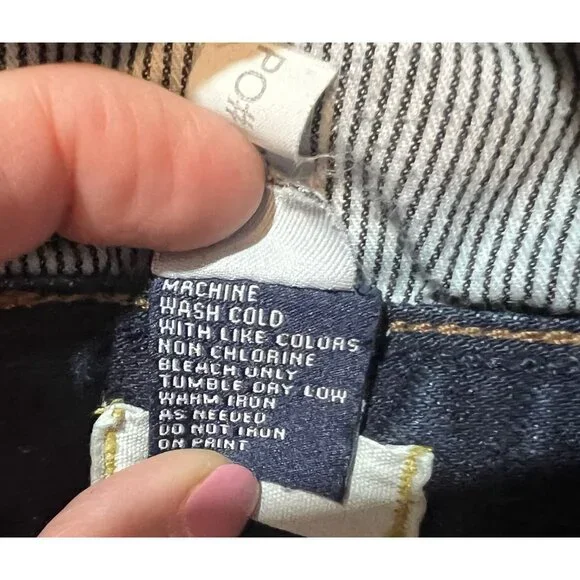 PO#
MACHINE
WASH COLD
WITH LIKE COLORS
NON CHLORINE
BLEACH ONLY
TUMBLE DRY LOW
WARM IRON
AS NEEDED
DO NOT IRON
ON PRINT